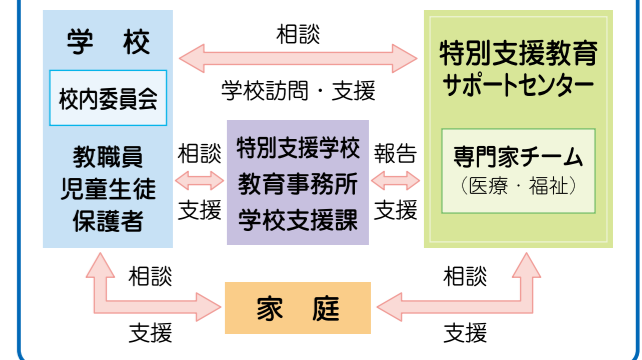 学 校
校内委員会
教職員
児童生徒
保護者
相談
学校訪問・支援
相談
支援
特別支援学校
教育事務所
学校支援課
報告
支援
特別支援教育
サポートセンター
専門家チーム
（医療・福祉）
相談
支援
家 庭
相談
支援